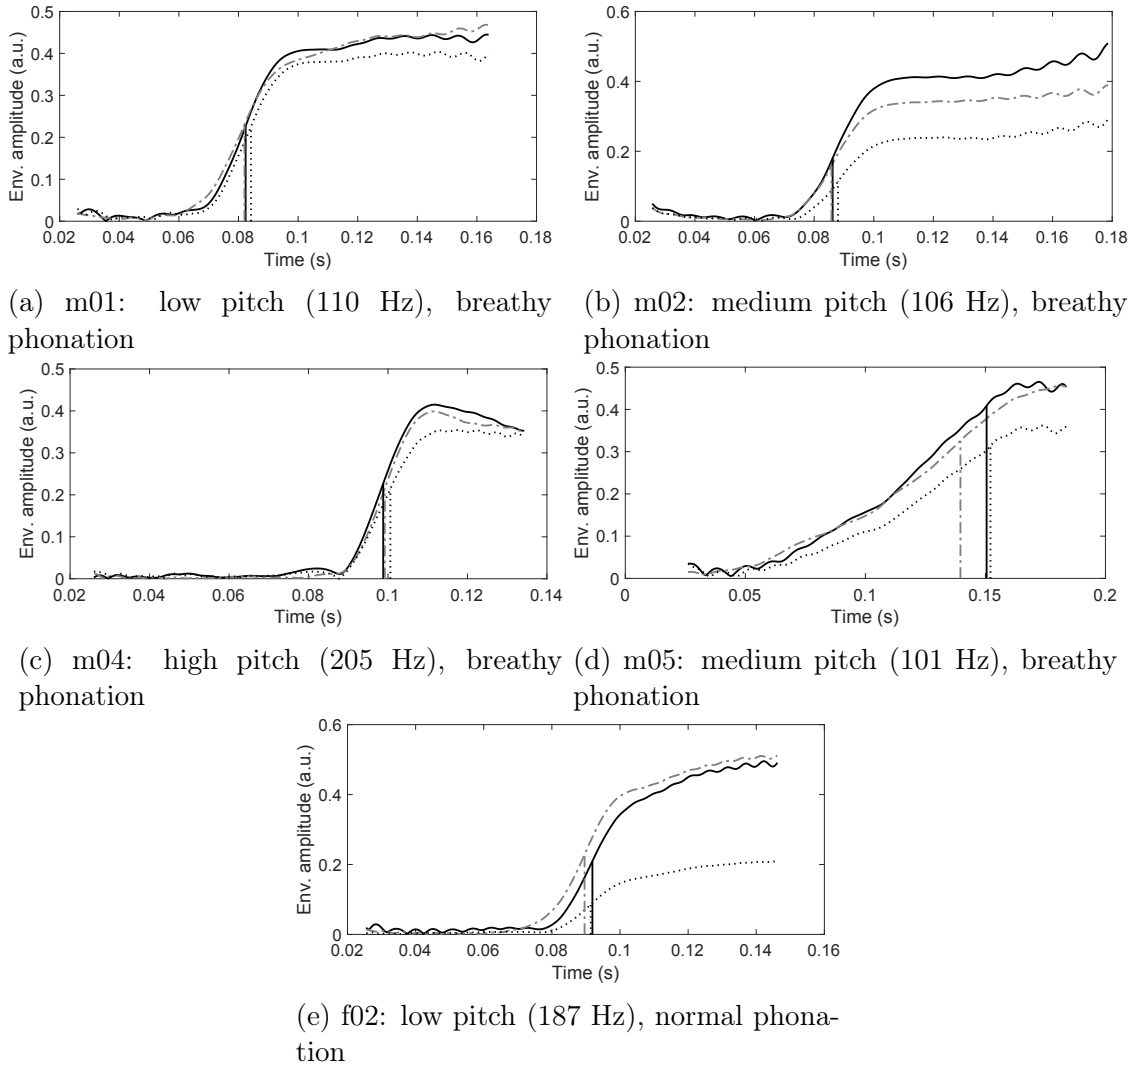 0.5
0.4
0.3
0.2
0.1
0
0.02 0.04 0.06 0.08 0.1 0.12 0.14 0.16 0.18
Time (s)
Env. amplitude (a.u.)
0.6
0.4
0.2
0
0.02 0.04 0.06 0.08 0.1 0.12 0.14 0.16 0.18
Time (s)
Env. amplitude (a.u.)
(a) m01: low pitch (110 Hz), breathy
phonation
(b) m02: medium pitch (106 Hz), breathy
phonation
0.5
0.4
0.3
0.2
0.1
0
0.02 0.04 0.06 0.08 0.1 0.12 0.14
Time (s)
Env. amplitude (a.u.)
0.5
0.4
0.3
0.2
0.1
0
0 0.05 0.1 0.15 0.2
Time (s)
Env. amplitude (a.u.)
(c) m04: high pitch (205 Hz), breathy
phonation
(d) m05: medium pitch (101 Hz), breathy
phonation
0.6
0.4
0.2
0
0.02 0.04 0.06 0.08 0.1 0.12 0.14 0.16
Time (s)
Env. amplitude (a.u.)
(e) f02: low pitch (187 Hz), normal phona-
tion